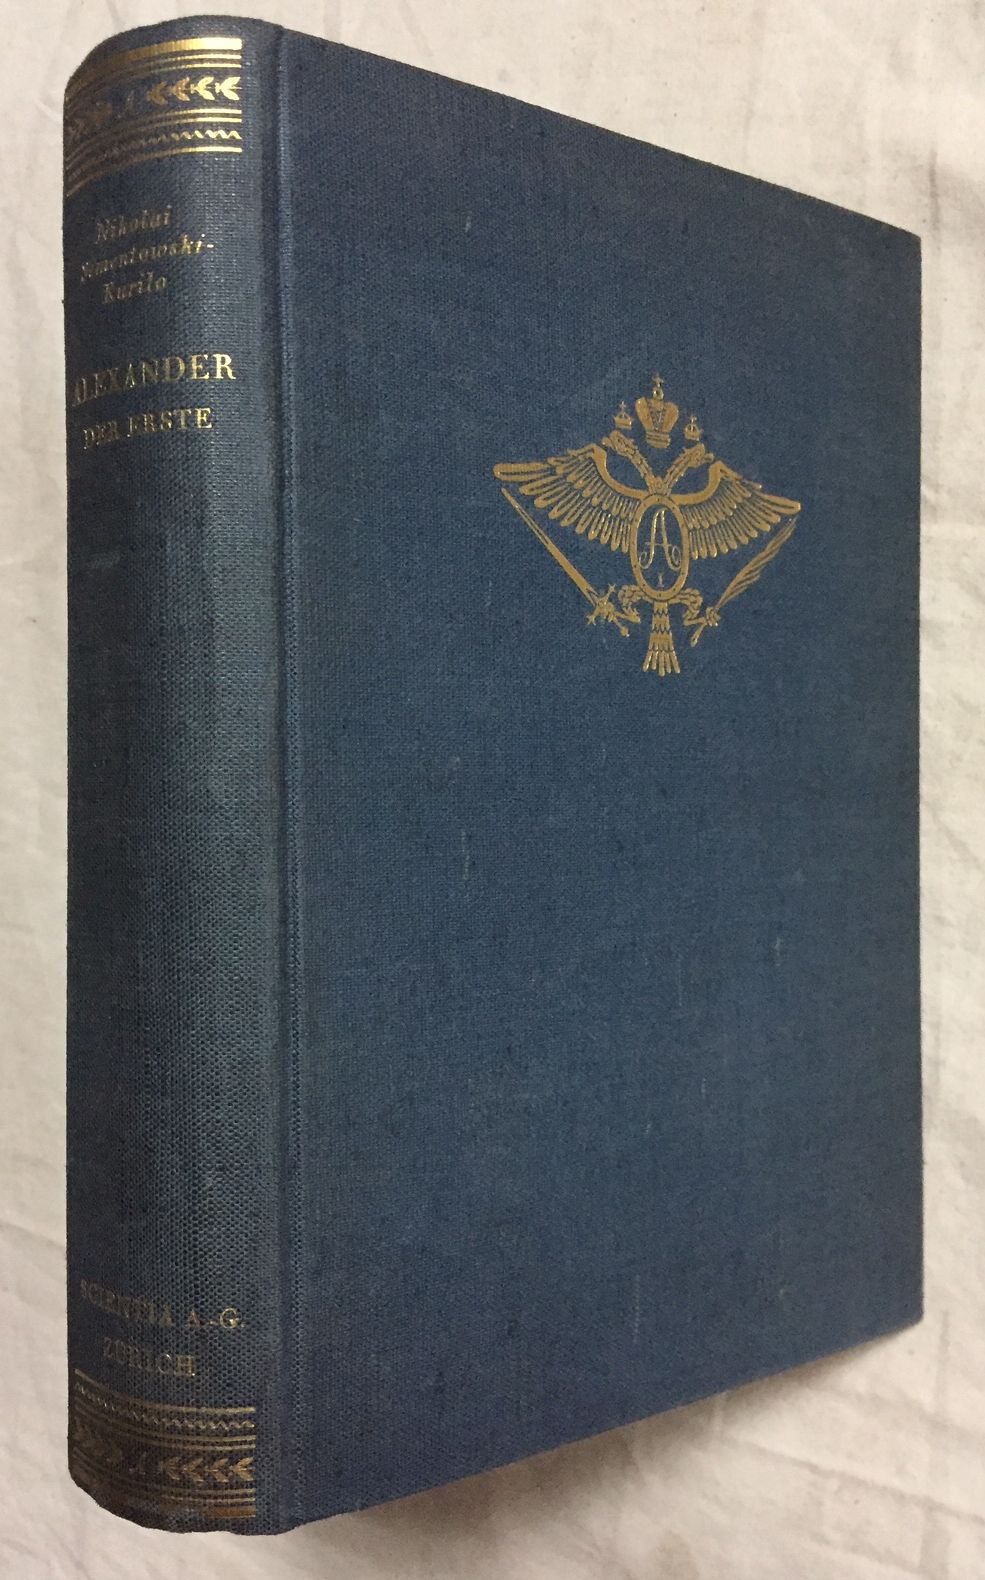 Nikolai
Sementowski-
Kurilo
ALEXANDER
DER ERSTE
SCIENTIA A.-G.
ZÜRICH
A
I